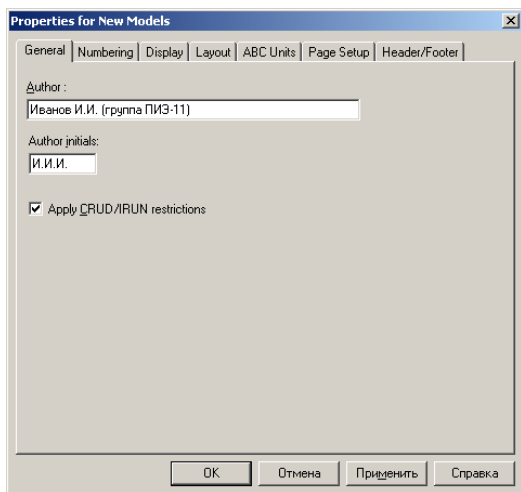 Properties for New Models
General Numbering Display Layout ABC Units Page Setup Header/Footer
Author :
Иванов И.И. (группа ПИЭ-11)
Author initials:
И.И.И.
Apply CRUD/IRUN restrictions
OK Отмена Применить Справка